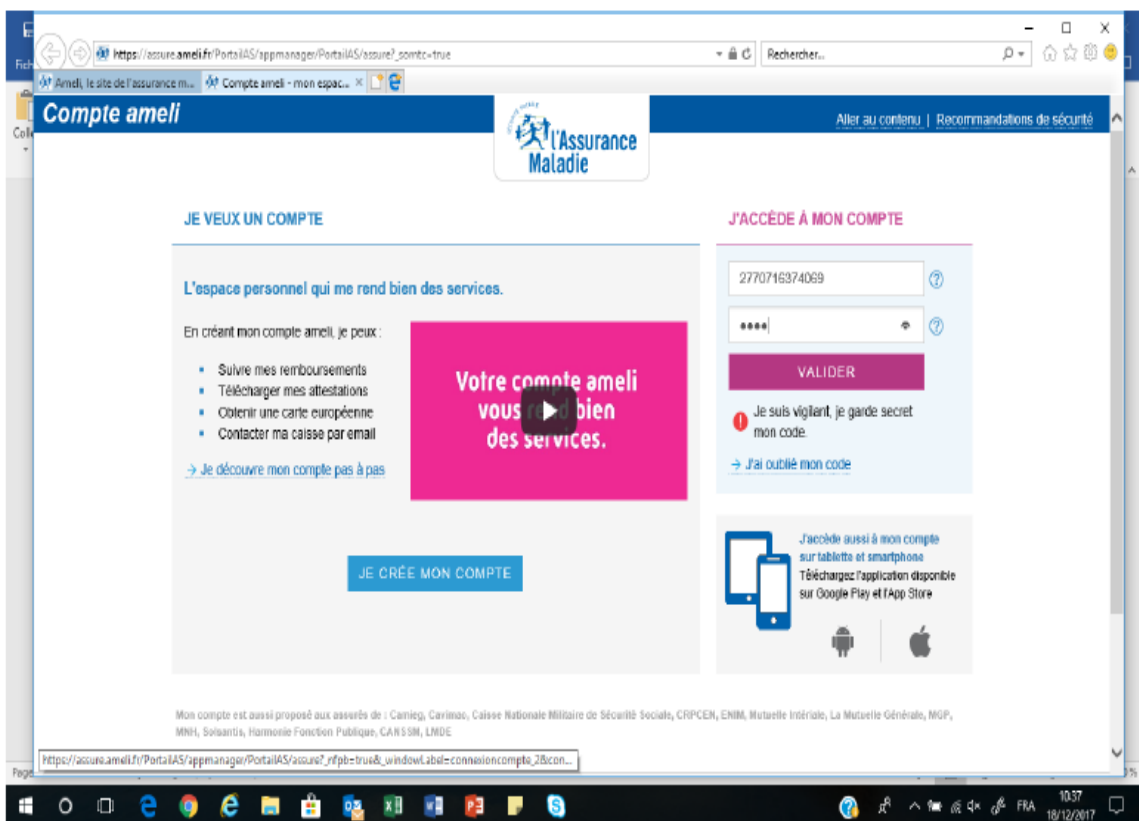 https://assure.ameli.fr/PortailAS/appmanager/PortailAS/assure?_somtc=true
Rechercher...
Fich
Ameli, le site de l'assurance m...
Compte ameli - mon espac...
Compte ameli
l'Assurance
Maladie
Aller au contenu | Recommandations de sécurité
Coll
JE VEUX UN COMPTE
L'espace personnel qui me rend bien des services.
En créant mon compte ameli, je peux :
Suivre mes remboursements
Télécharger mes attestations
Obtenir une carte européenne
Contacter ma caisse par email
→ Je découvre mon compte pas à pas
Votre compte ameli
vous rend bien
des services.
JE CRÉE MON COMPTE
J'ACCÈDE À MON COMPTE
2770716374069
VALIDER
Je suis vigilant, je garde secret
mon code.
→ J'ai oublié mon code
J'accède aussi à mon compte
sur tablette et smartphone
Téléchargez l'application disponible
sur Google Play et l'App Store
Mon compte est aussi proposé aux assurés de : Camieg, Cavimac, Caisse Nationale Militaire de Sécurité Sociale, CRPCEN, ENIM, Mutuelle Intériale, La Mutuelle Générale, MGP,
MNH, Solsantis, Harmonie Fonction Publique, CANSSM, LMDE
https://assure.ameli.fr/PortailAS/appmanager/PortailAS/assure?_nfpb=true&_windowLabel=connexioncompte_2&con...
Page
FRA
10:37
18/12/2017